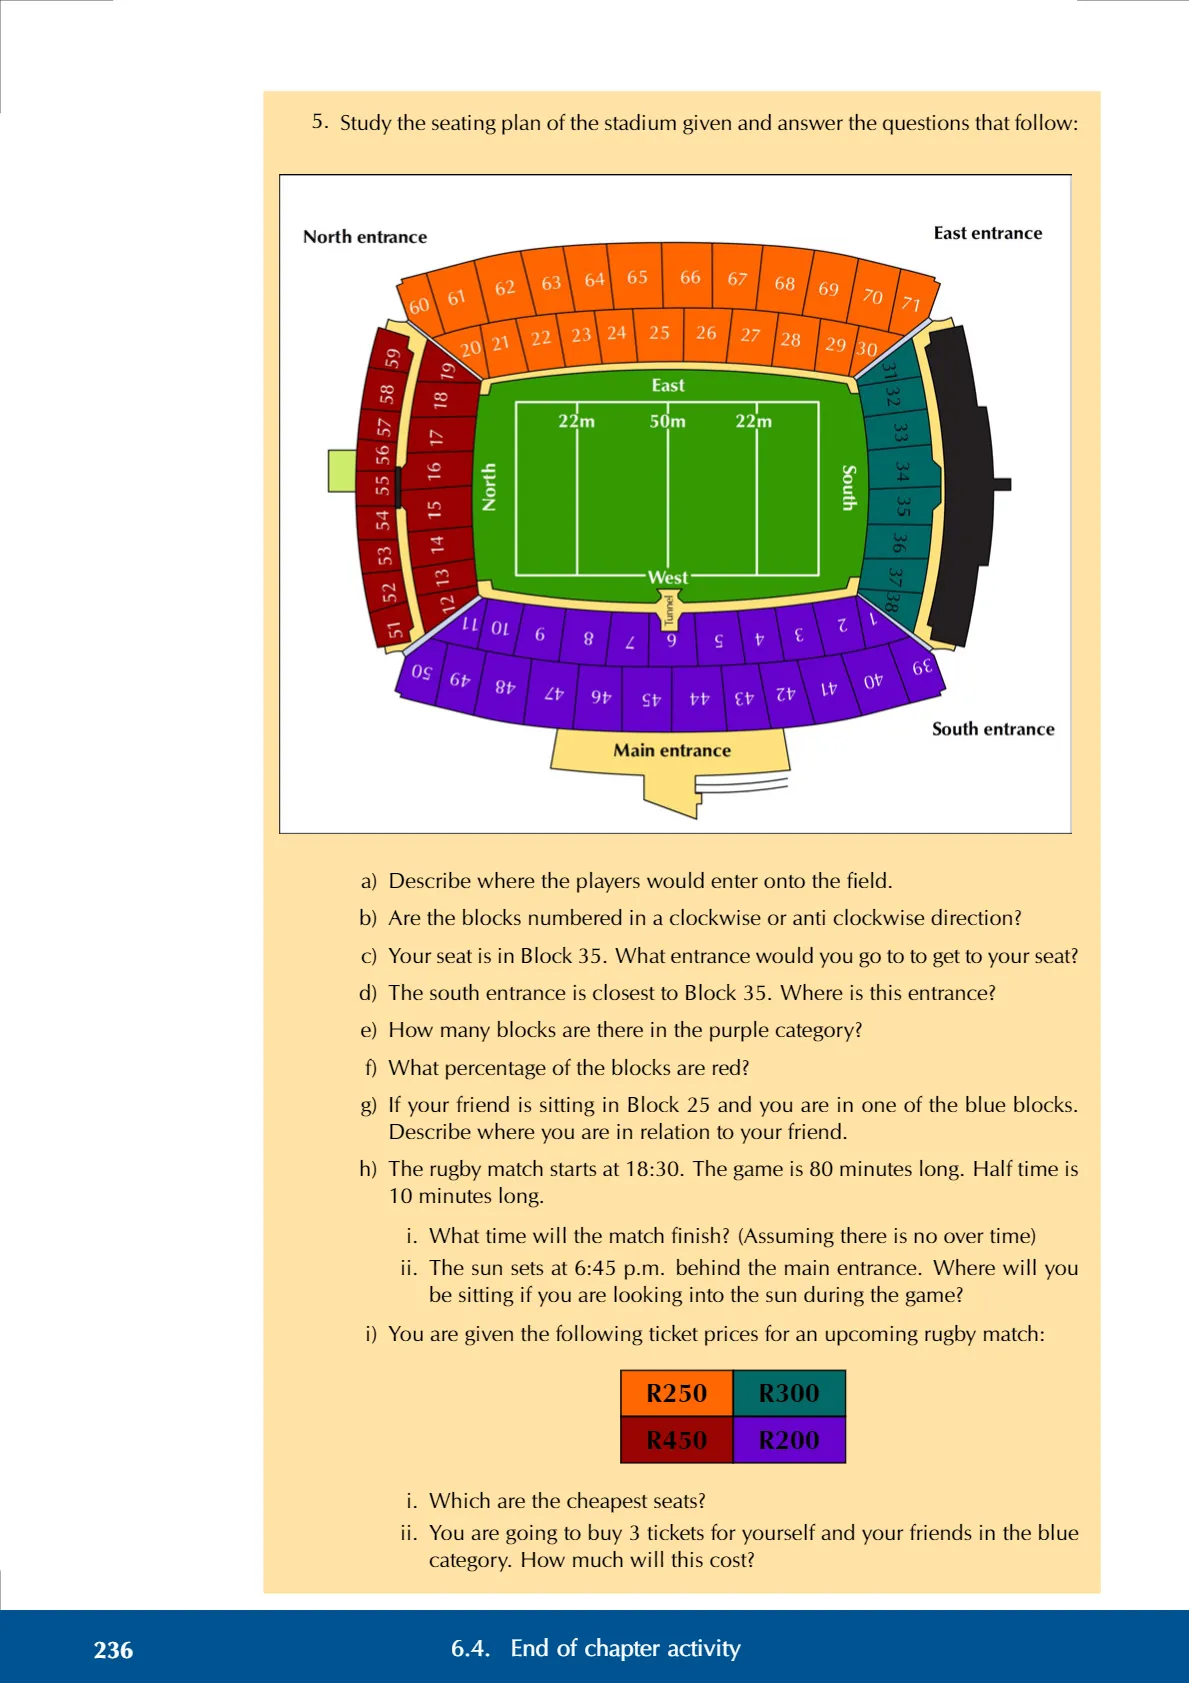 5. Study the seating plan of the stadium given and answer the questions that follow:
North entrance
East entrance
60 61 62 63 64 65 66 67 68 69 70 71
20 21 22 23 24 25 26 27 28 29 30
59 58 57 56 55 54 53 52 51
19 18 17 16 15 14 13 12
31 32 33 34 35 36 37 38
East
22m 50m 22m
North
South
West
Tunnel
11 10 9 8 7 6 5 4 3 2 1
50 49 48 47 46 45 44 43 42 41 40 39
South entrance
Main entrance
a) Describe where the players would enter onto the field.
b) Are the blocks numbered in a clockwise or anti clockwise direction?
c) Your seat is in Block 35. What entrance would you go to to get to your seat?
d) The south entrance is closest to Block 35. Where is this entrance?
e) How many blocks are there in the purple category?
f) What percentage of the blocks are red?
g) If your friend is sitting in Block 25 and you are in one of the blue blocks.
Describe where you are in relation to your friend.
h) The rugby match starts at 18:30. The game is 80 minutes long. Half time is
10 minutes long.
i. What time will the match finish? (Assuming there is no over time)
ii. The sun sets at 6:45 p.m. behind the main entrance. Where will you
be sitting if you are looking into the sun during the game?
i) You are given the following ticket prices for an upcoming rugby match:
R250 R300
R450 R200
i. Which are the cheapest seats?
ii. You are going to buy 3 tickets for yourself and your friends in the blue
category. How much will this cost?
236 6.4. End of chapter activity